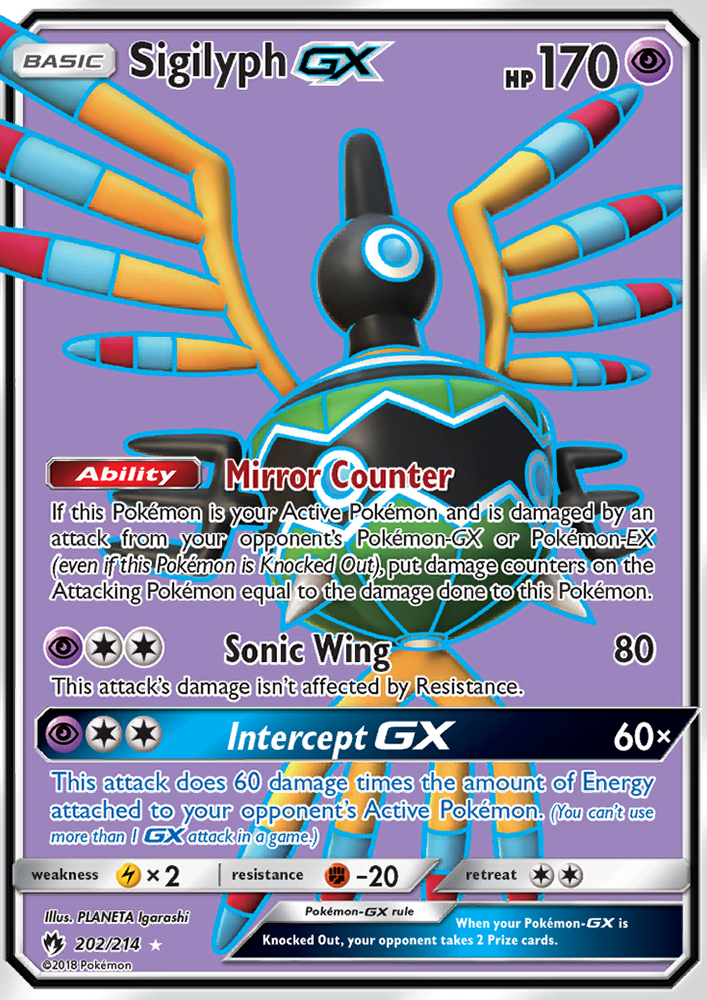 BASIC Sigilyph GX HP 170
Ability Mirror Counter
If this Pokémon is your Active Pokémon and is damaged by an
attack from your opponent's Pokémon-GX or Pokémon-EX
(even if this Pokémon is Knocked Out), put damage counters on the
Attacking Pokémon equal to the damage done to this Pokémon.
Sonic Wing 80
This attack's damage isn't affected by Resistance.
Intercept GX 60×
This attack does 60 damage times the amount of Energy
attached to your opponent's Active Pokémon. (You can't use
more than 1 GX attack in a game.)
weakness ×2 resistance -20 retreat
Illus. PLANETA Igarashi
202/214
©2018 Pokémon
Pokémon-GX rule
When your Pokémon-GX is
Knocked Out, your opponent takes 2 Prize cards.